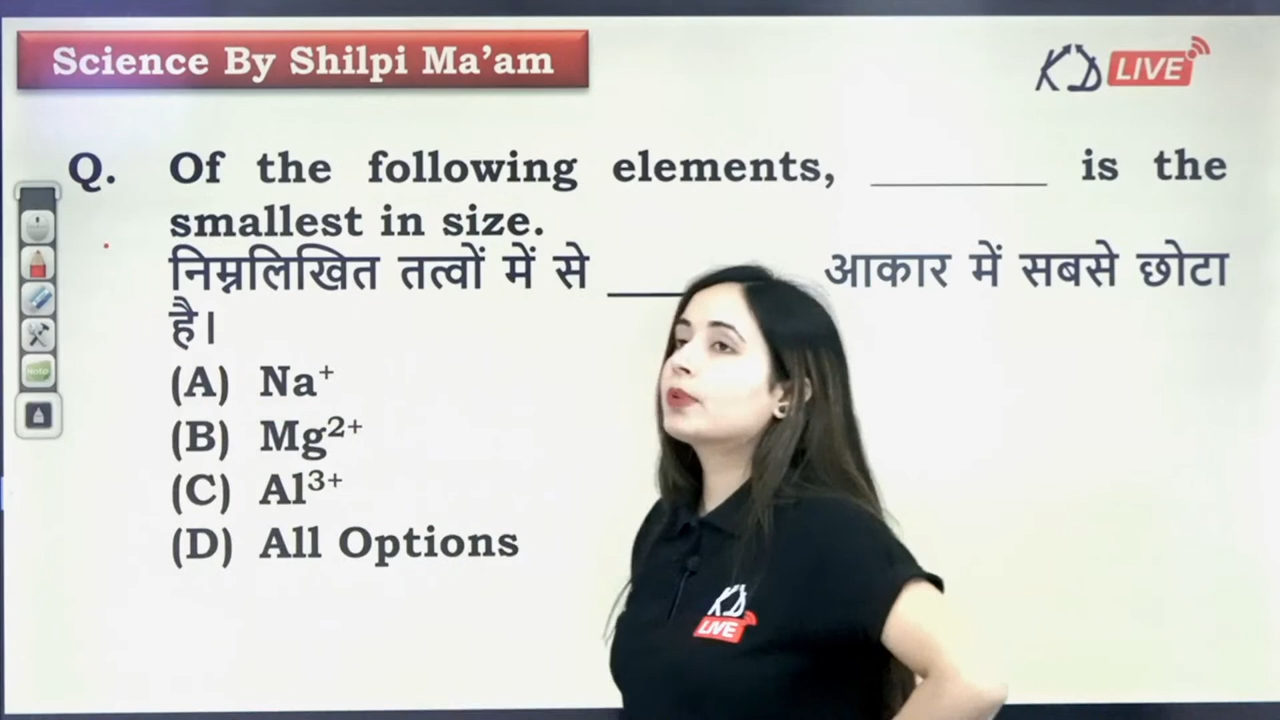 Science By Shilpi Ma’am
KD LIVE
Q. Of the following elements, ________ is the
smallest in size.
निम्नलिखित तत्वों में से ________ आकार में सबसे छोटा
है।
(A) Na⁺
(B) Mg²⁺
(C) Al³⁺
(D) All Options
KD
LIVE